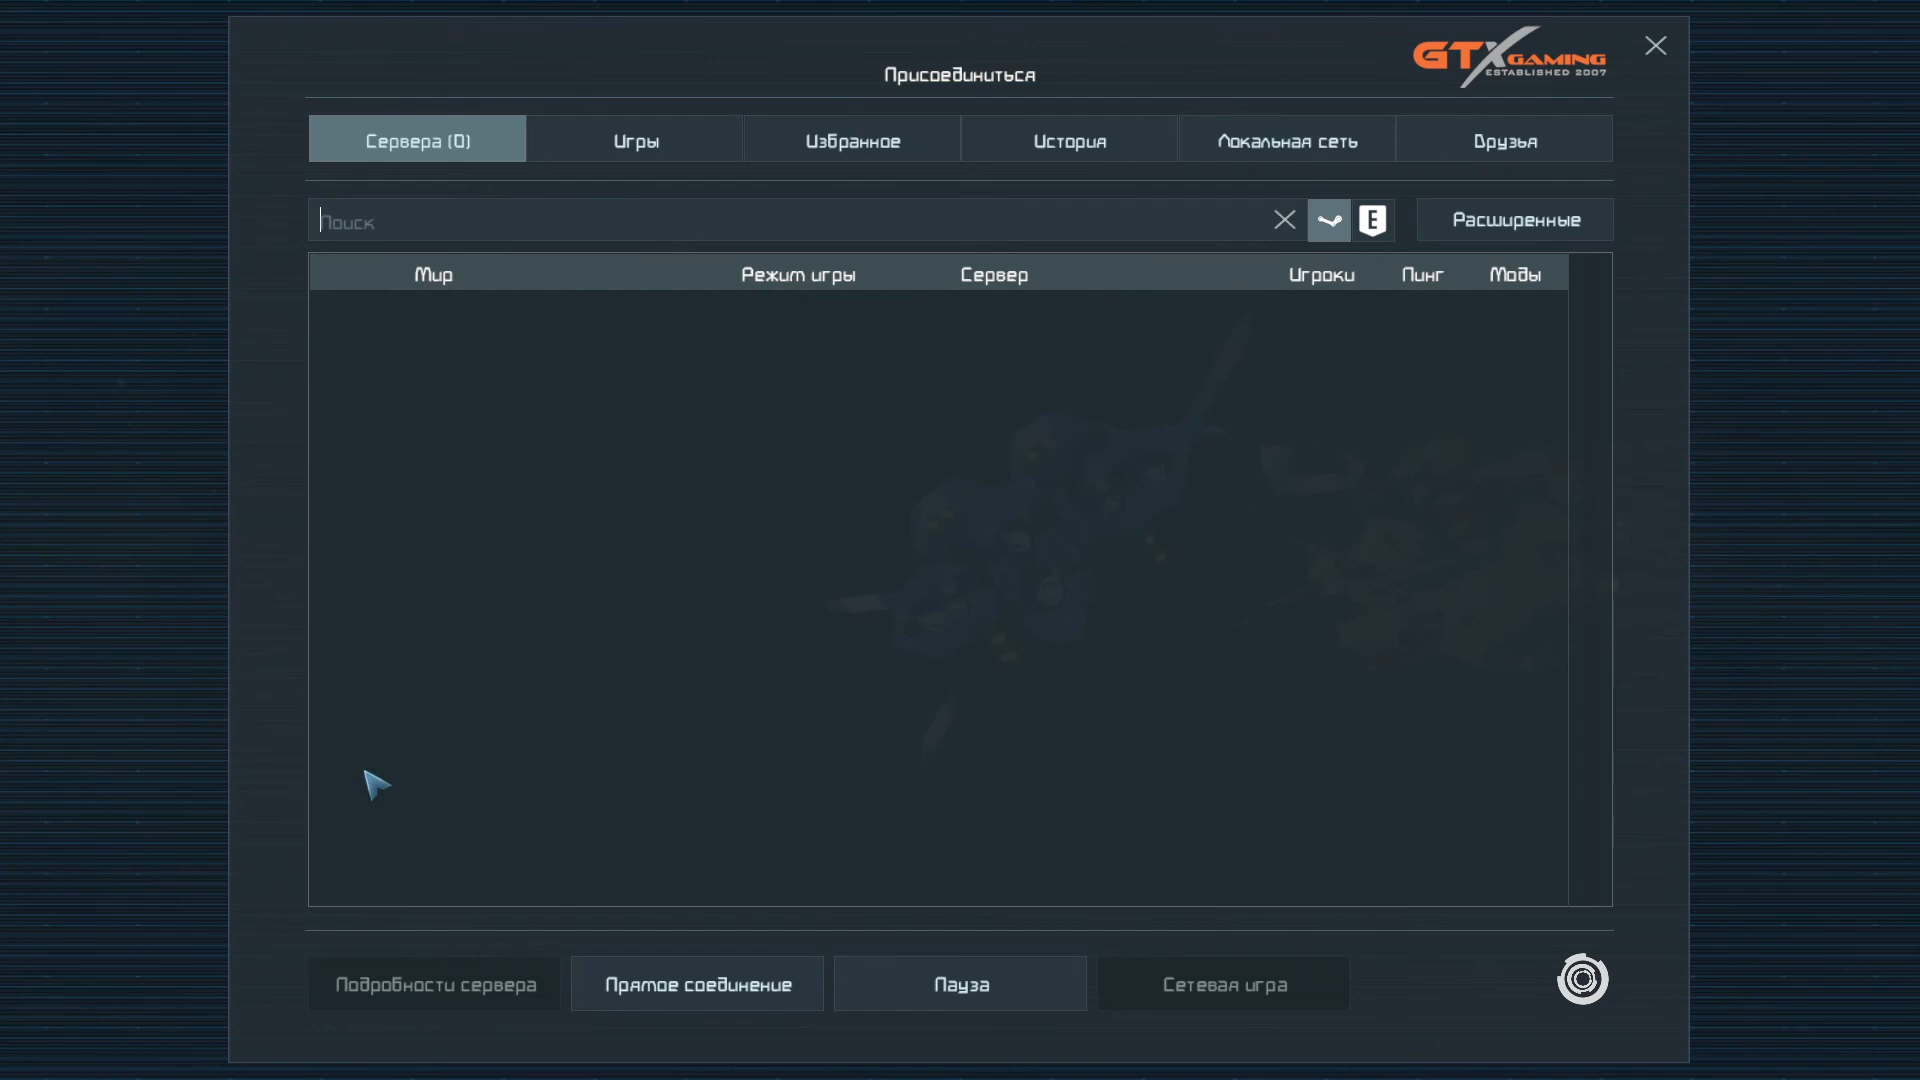 Присоединиться
GTX GAMING
ESTABLISHED 2007
Сервера (0)
Игры
Избранное
История
Локальная сеть
Друзья
Поиск
E
Расширенные
Мир
Режим игры
Сервер
Игроки
Пинг
Моды
Подробности сервера
Прямое соединение
Пауза
Сетевая игра